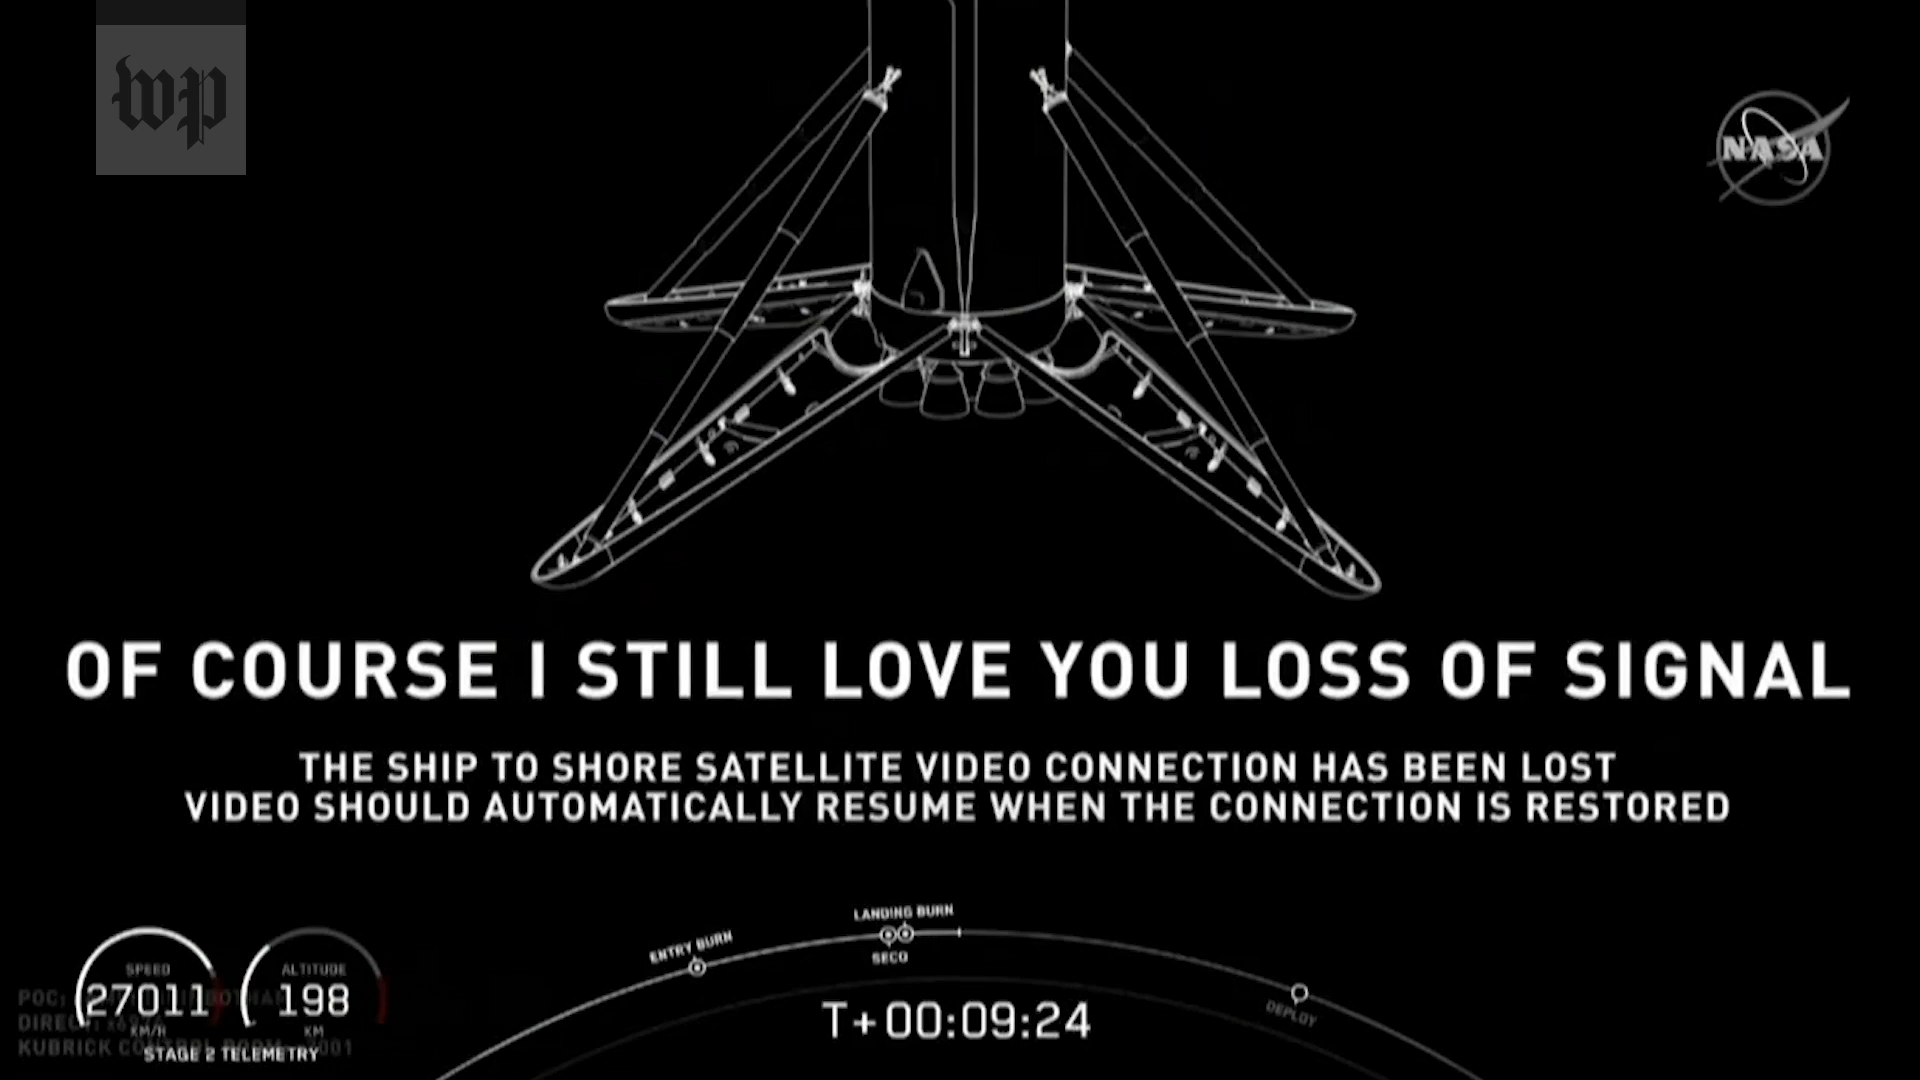 wp
NASA
OF COURSE I STILL LOVE YOU LOSS OF SIGNAL
THE SHIP TO SHORE SATELLITE VIDEO CONNECTION HAS BEEN LOST
VIDEO SHOULD AUTOMATICALLY RESUME WHEN THE CONNECTION IS RESTORED
LANDING BURN
ENTRY BURN
SECO
DEPLOY
SPEED
27011
KM/H
ALTITUDE
198
KM
STAGE 2 TELEMETRY
T+00:09:24
POC:
KUBRICK